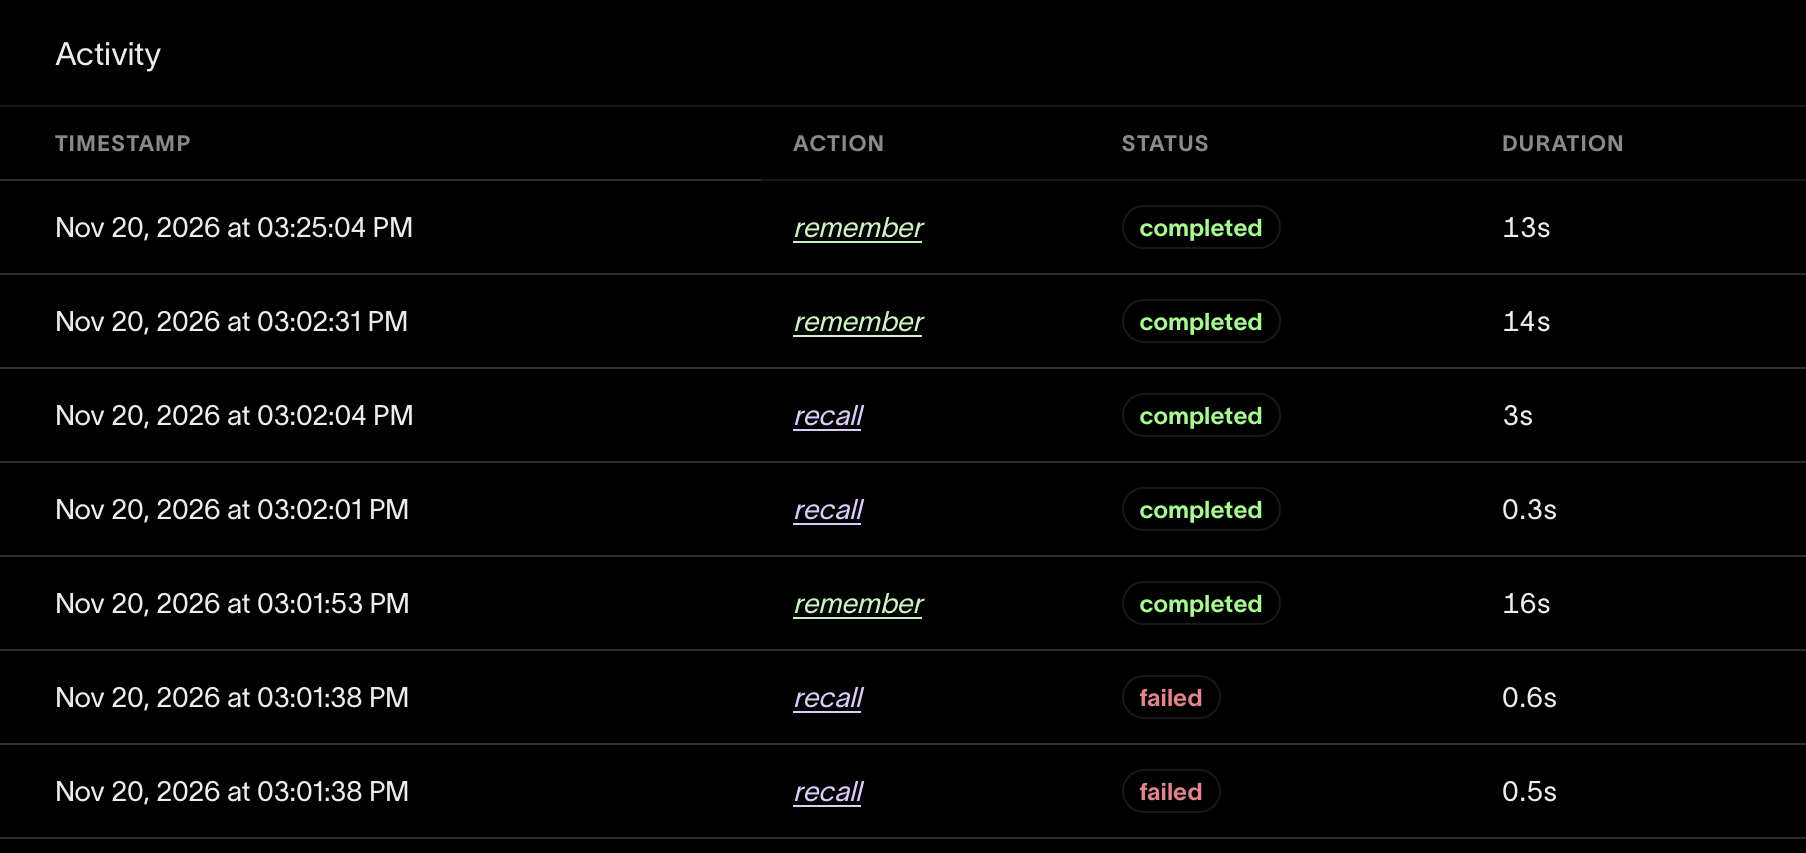 Activity
TIMESTAMP ACTION STATUS DURATION
Nov 20, 2026 at 03:25:04 PM remember completed 13s
Nov 20, 2026 at 03:02:31 PM remember completed 14s
Nov 20, 2026 at 03:02:04 PM recall completed 3s
Nov 20, 2026 at 03:02:01 PM recall completed 0.3s
Nov 20, 2026 at 03:01:53 PM remember completed 16s
Nov 20, 2026 at 03:01:38 PM recall failed 0.6s
Nov 20, 2026 at 03:01:38 PM recall failed 0.5s